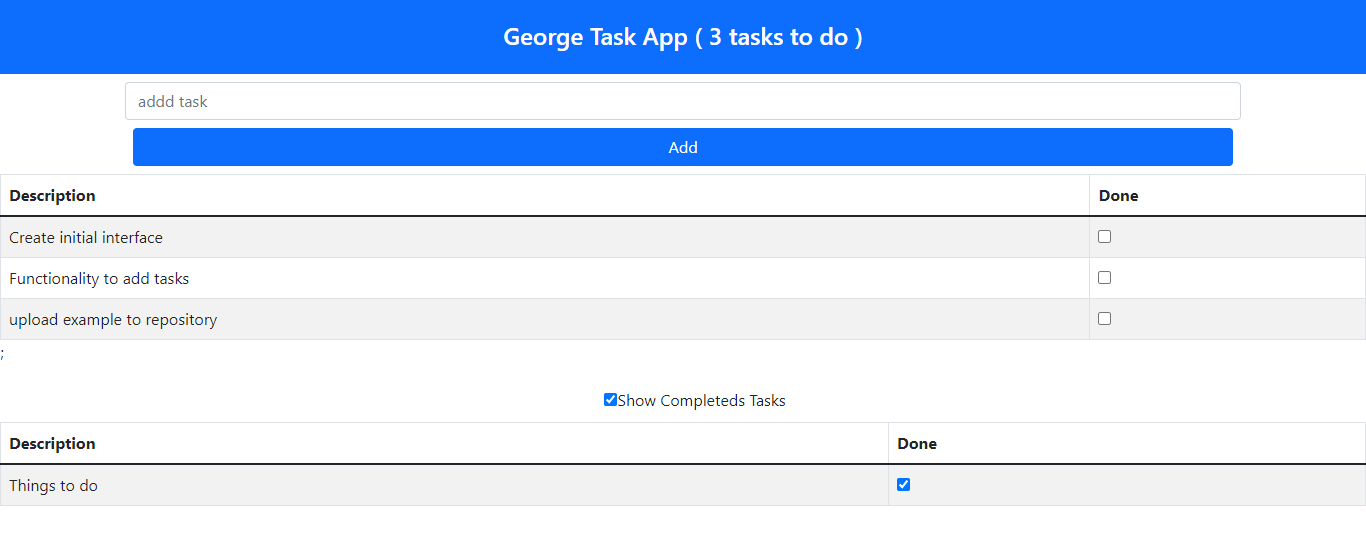 George Task App ( 3 tasks to do )
addd task
Add
Description Done
Create initial interface
Functionality to add tasks
upload example to repository
;
Show Completeds Tasks
Description Done
Things to do